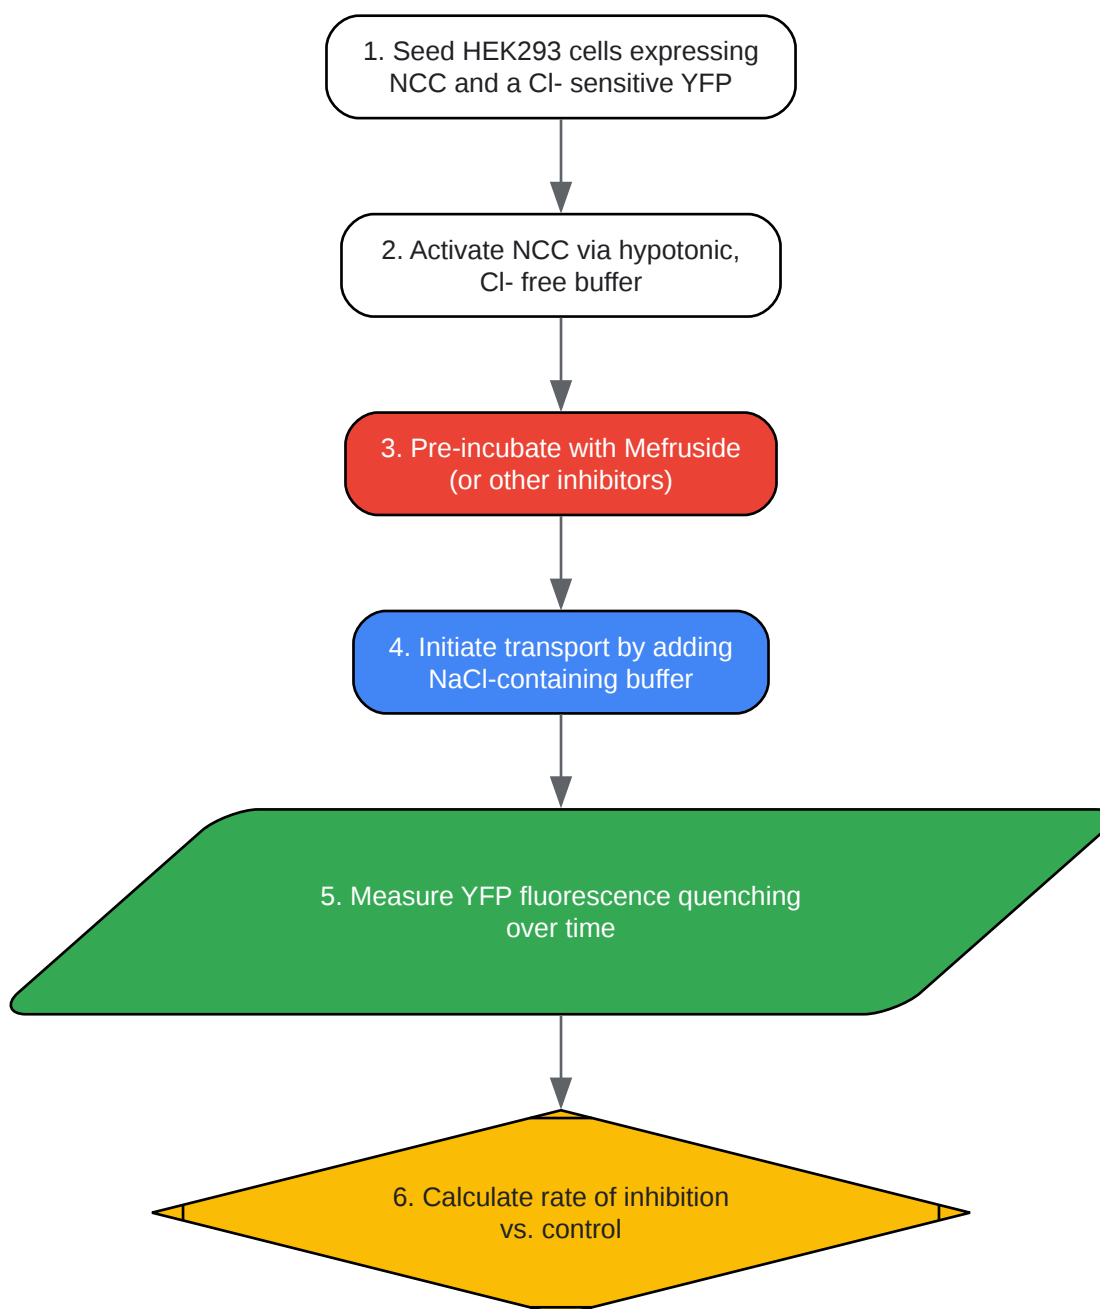 1. Seed HEK293 cells expressing
NCC and a Cl- sensitive YFP
2. Activate NCC via hypotonic,
Cl- free buffer
3. Pre-incubate with Mefruside
(or other inhibitors)
4. Initiate transport by adding
NaCl-containing buffer
5. Measure YFP fluorescence quenching
over time
6. Calculate rate of inhibition
vs. control